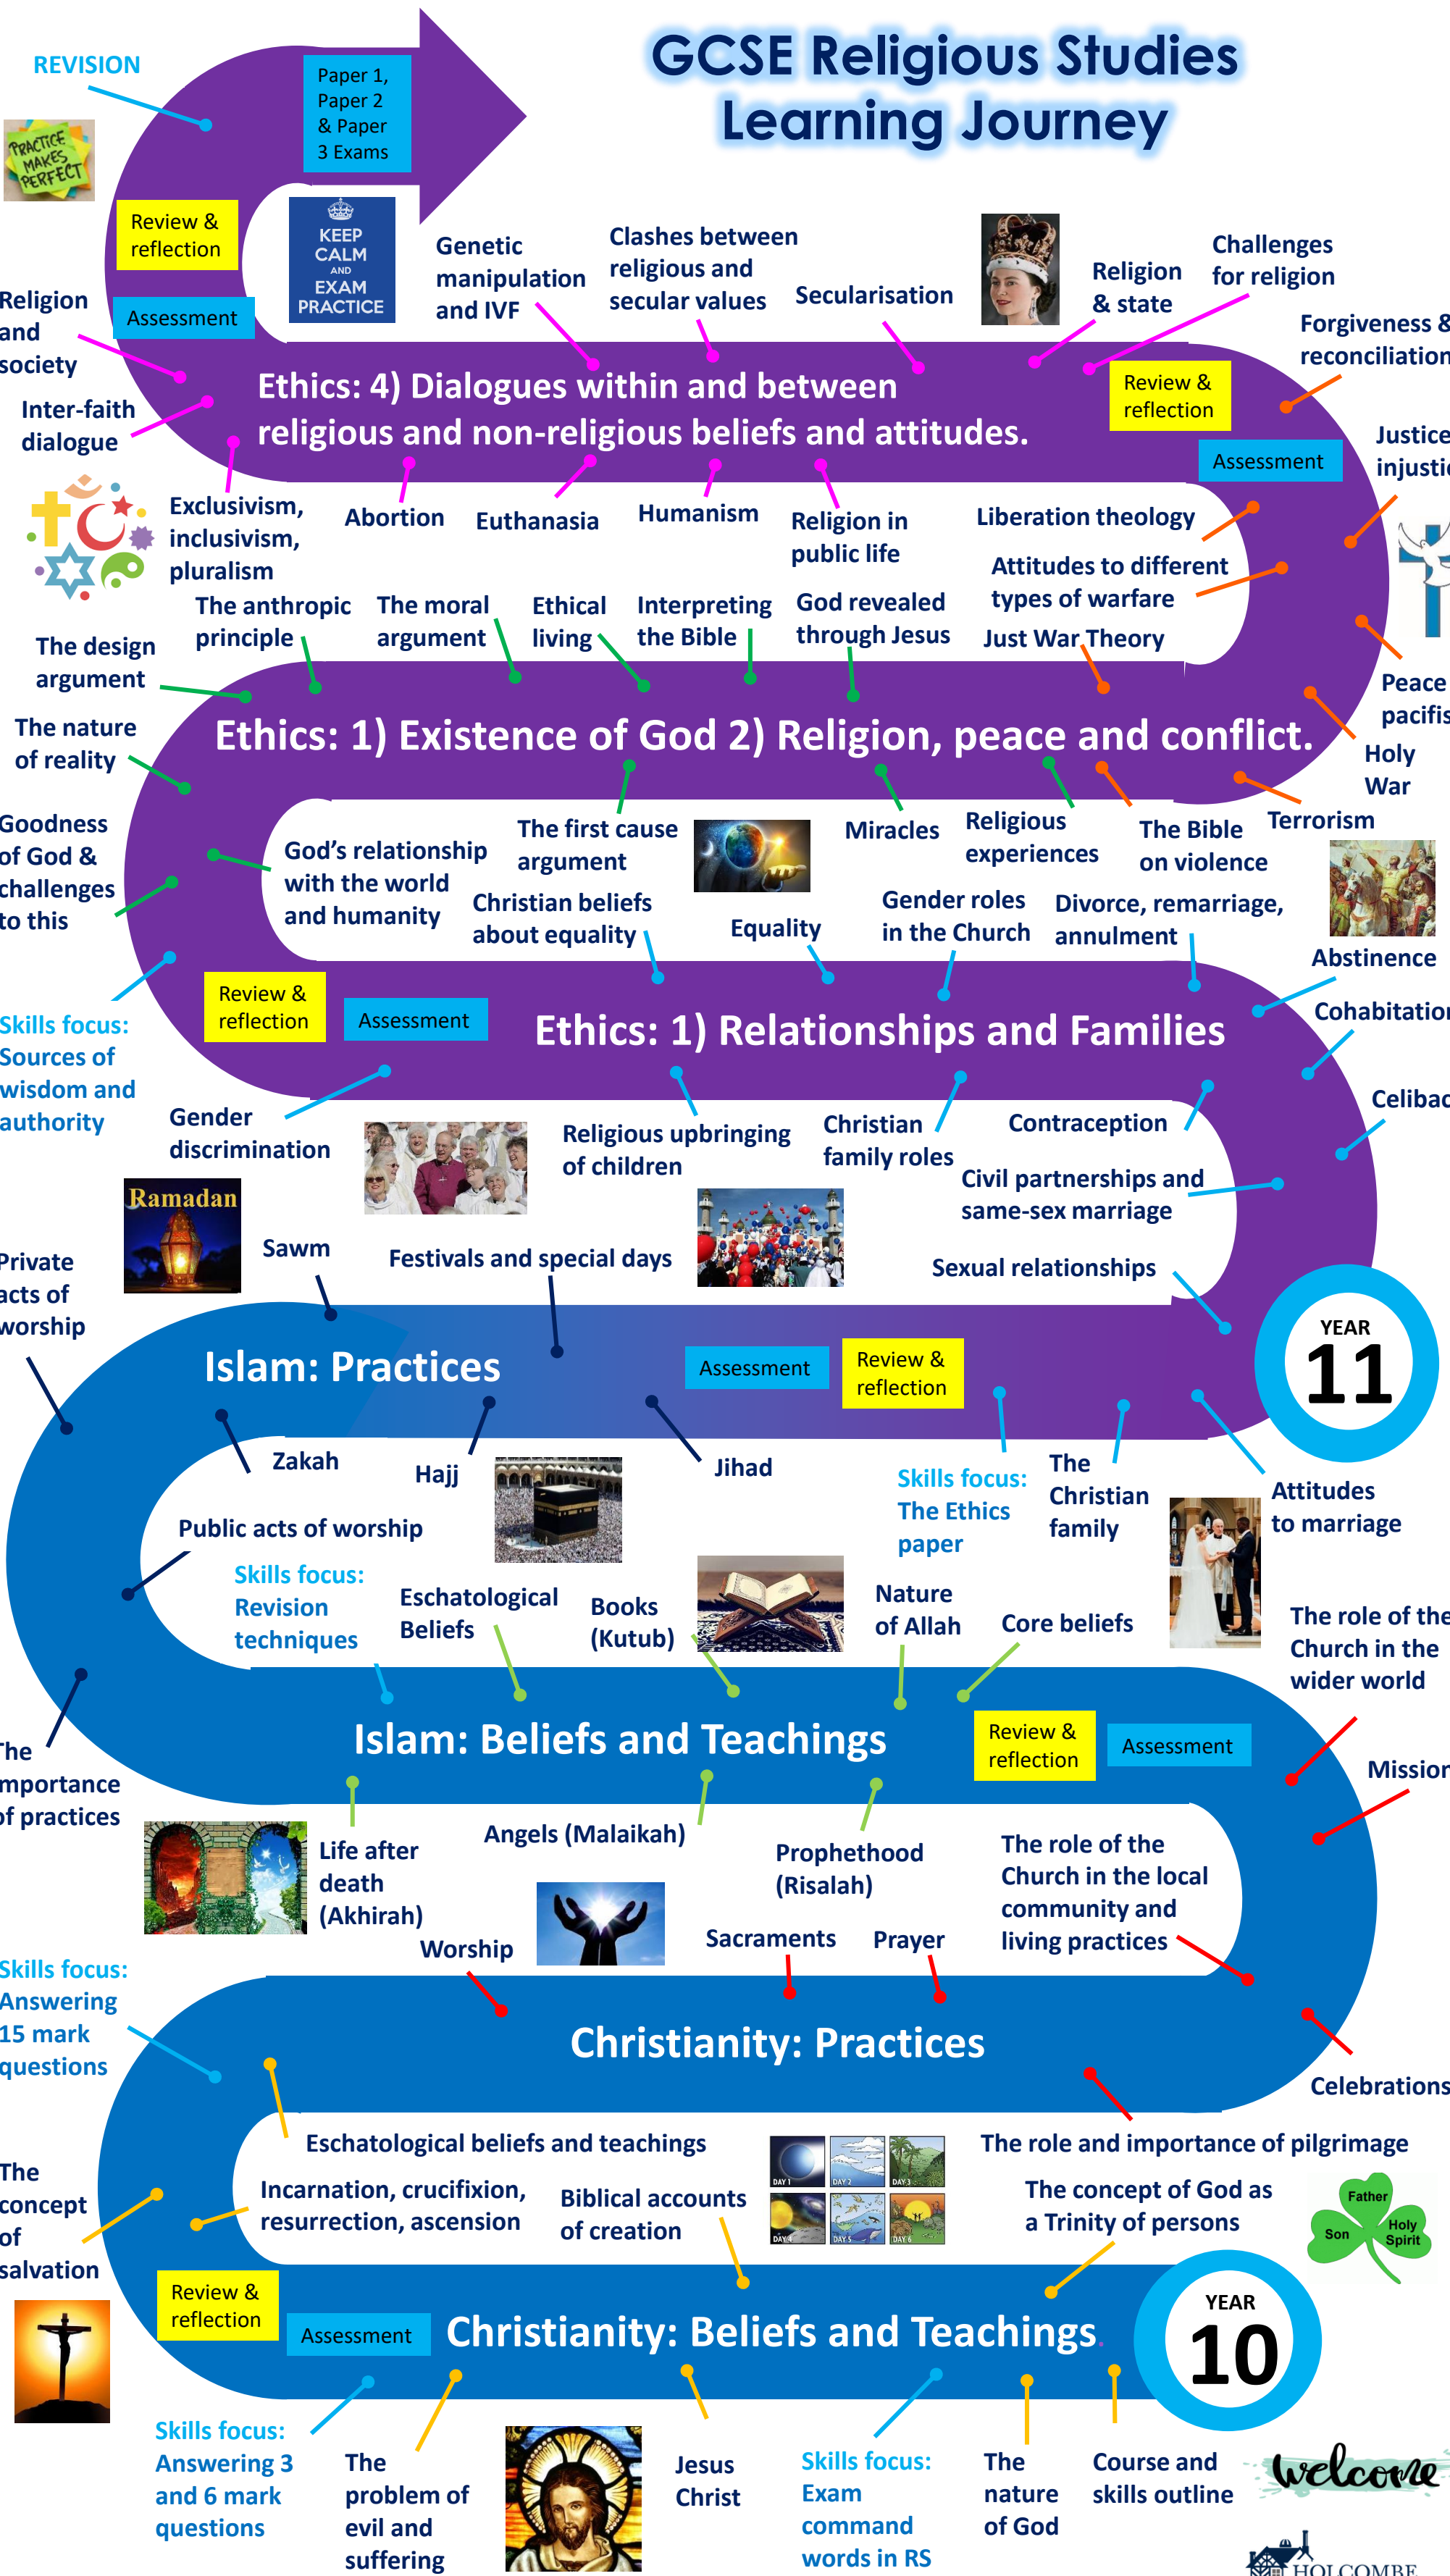 GCSE Religious Studies
Learning Journey
REVISION
Paper 1,
Paper 2
& Paper
3 Exams
PRACTICE
MAKES
PERFECT
Review &
reflection
KEEP
CALM
AND
EXAM
PRACTICE
Assessment
Genetic
manipulation
and IVF
Clashes between
religious and
secular values
Secularisation
Religion
& state
Challenges
for religion
Forgiveness &
reconciliation
Religion
and
society
Inter-faith
dialogue
Ethics: 4) Dialogues within and between
religious and non-religious beliefs and attitudes.
Review &
reflection
Assessment
Justice
injusti
Exclusivism,
inclusivism,
pluralism
Abortion
Euthanasia
Humanism
Religion in
public life
Liberation theology
Attitudes to different
types of warfare
Just War Theory
The anthropic
principle
The moral
argument
Ethical
living
Interpreting
the Bible
God revealed
through Jesus
The design
argument
The nature
of reality
Peace
pacifis
Holy
War
Ethics: 1) Existence of God 2) Religion, peace and conflict.
Goodness
of God &
challenges
to this
God's relationship
with the world
and humanity
The first cause
argument
Miracles
Religious
experiences
The Bible
on violence
Terrorism
Christian beliefs
about equality
Equality
Gender roles
in the Church
Divorce, remarriage,
annulment
Abstinence
Cohabitation
Celibac
Skills focus:
Sources of
wisdom and
authority
Review &
reflection
Assessment
Ethics: 1) Relationships and Families
Gender
discrimination
Religious upbringing
of children
Christian
family roles
Contraception
Civil partnerships and
same-sex marriage
Sexual relationships
Ramadan
Private
acts of
worship
Sawm
Festivals and special days
YEAR
11
Islam: Practices
Assessment
Review &
reflection
Zakah
Hajj
Jihad
Public acts of worship
Skills focus:
The Ethics
paper
The
Christian
family
Attitudes
to marriage
Skills focus:
Revision
techniques
Eschatological
Beliefs
Books
(Kutub)
Nature
of Allah
Core beliefs
The role of the
Church in the
wider world
Mission
The
importance
of practices
Islam: Beliefs and Teachings
Review &
reflection
Assessment
Life after
death
(Akhirah)
Angels (Malaikah)
Prophethood
(Risalah)
The role of the
Church in the local
community and
living practices
Worship
Sacraments
Prayer
Skills focus:
Answering
15 mark
questions
Christianity: Practices
Celebrations
Eschatological beliefs and teachings
The role and importance of pilgrimage
The
concept
of
salvation
Incarnation, crucifixion,
resurrection, ascension
Biblical accounts
of creation
DAY 1
DAY 2
DAY 3
DAY 4
DAY 5
DAY 6
The concept of God as
a Trinity of persons
Father
Son
Holy
Spirit
Review &
reflection
Assessment
Christianity: Beliefs and Teachings.
YEAR
10
Skills focus:
Answering 3
and 6 mark
questions
The
problem of
evil and
suffering
Jesus
Christ
Skills focus:
Exam
command
words in RS
The
nature
of God
Course and
skills outline
welcome
HOLCOMBE